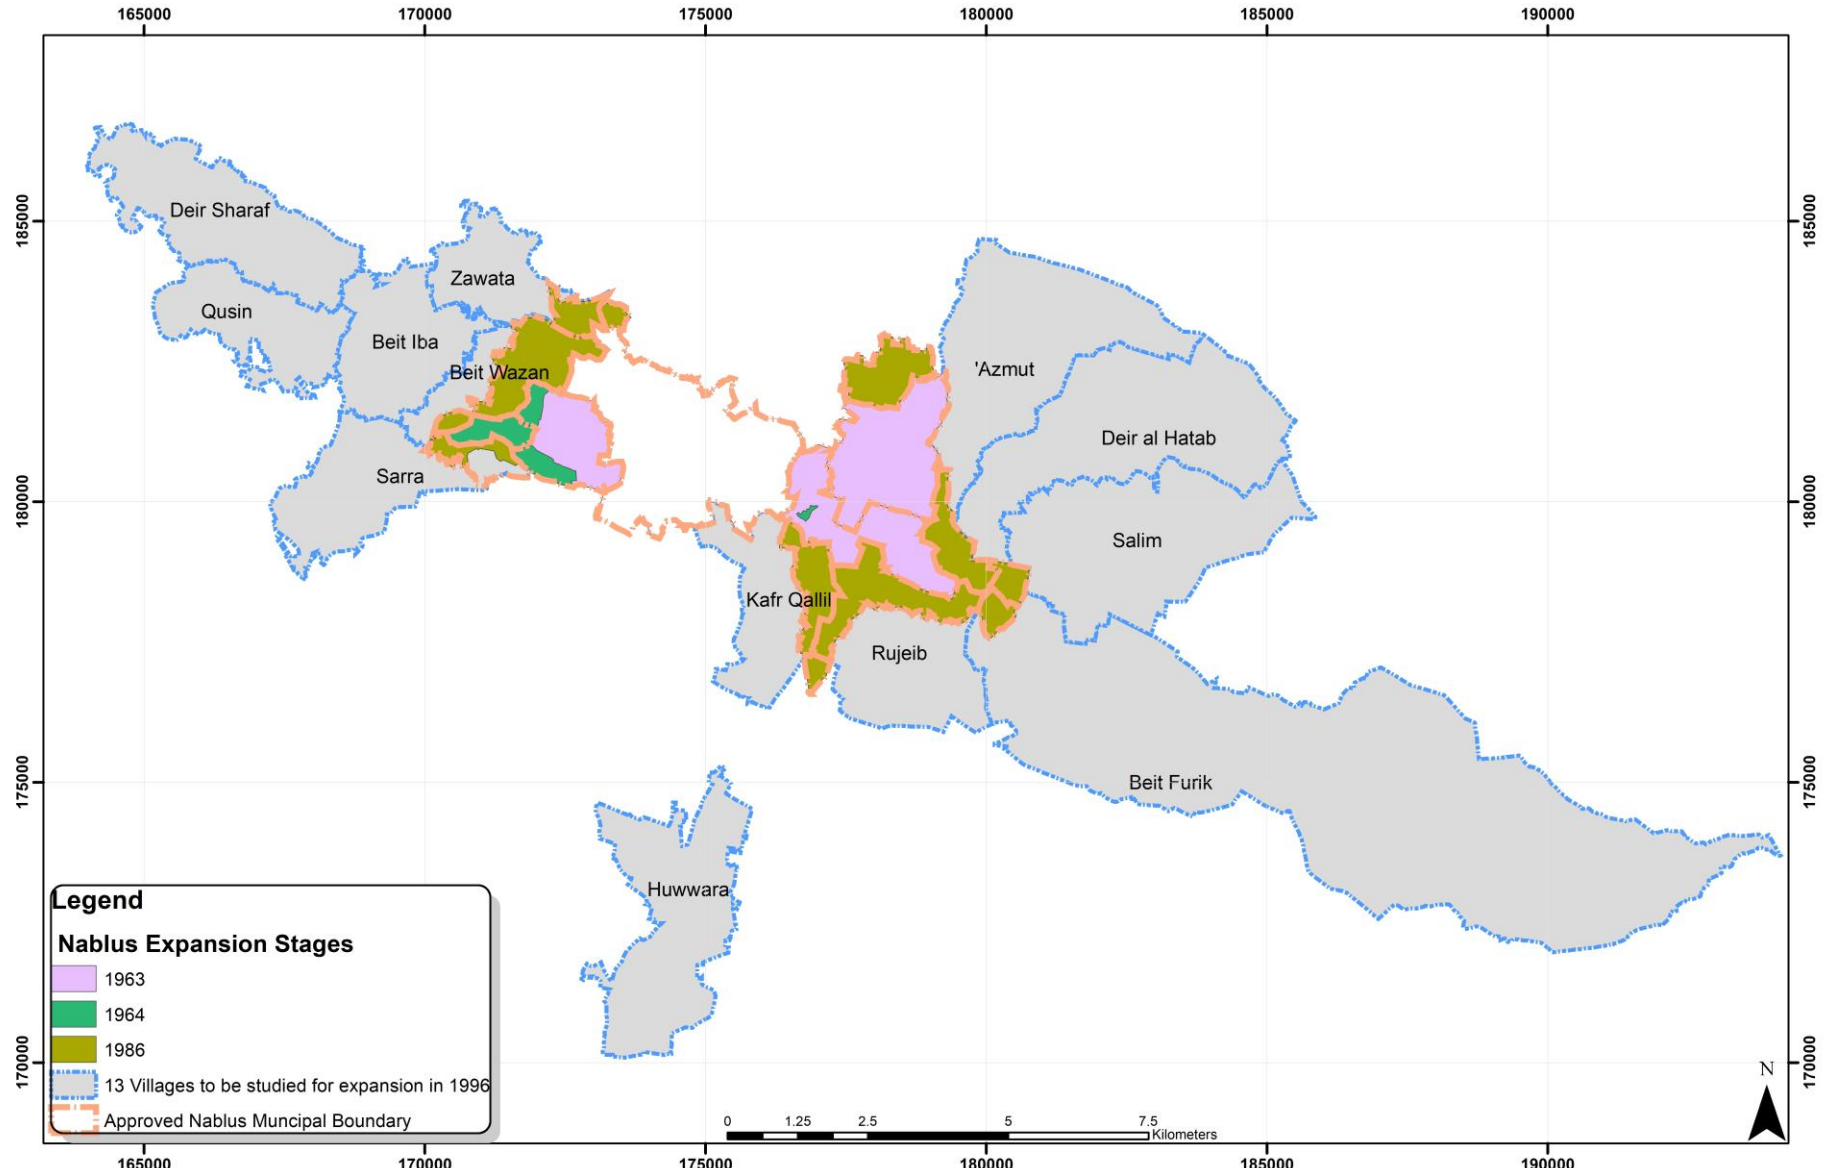 165000 170000 175000 180000 185000 190000
185000 185000
180000 180000
175000 175000
170000 170000
Deir Sharaf
Zawata
Qusin
Beit Iba
Beit Wazan
'Azmut
Deir al Hatab
Sarra
Salim
Kafr Qallil
Rujeib
Beit Furik
Huwwara
Legend
Nablus Expansion Stages
1963
1964
1986
13 Villages to be studied for expansion in 1996
Approved Nablus Muncipal Boundary
N
0 1.25 2.5 5 7.5
Kilometers
165000 170000 175000 180000 185000 190000